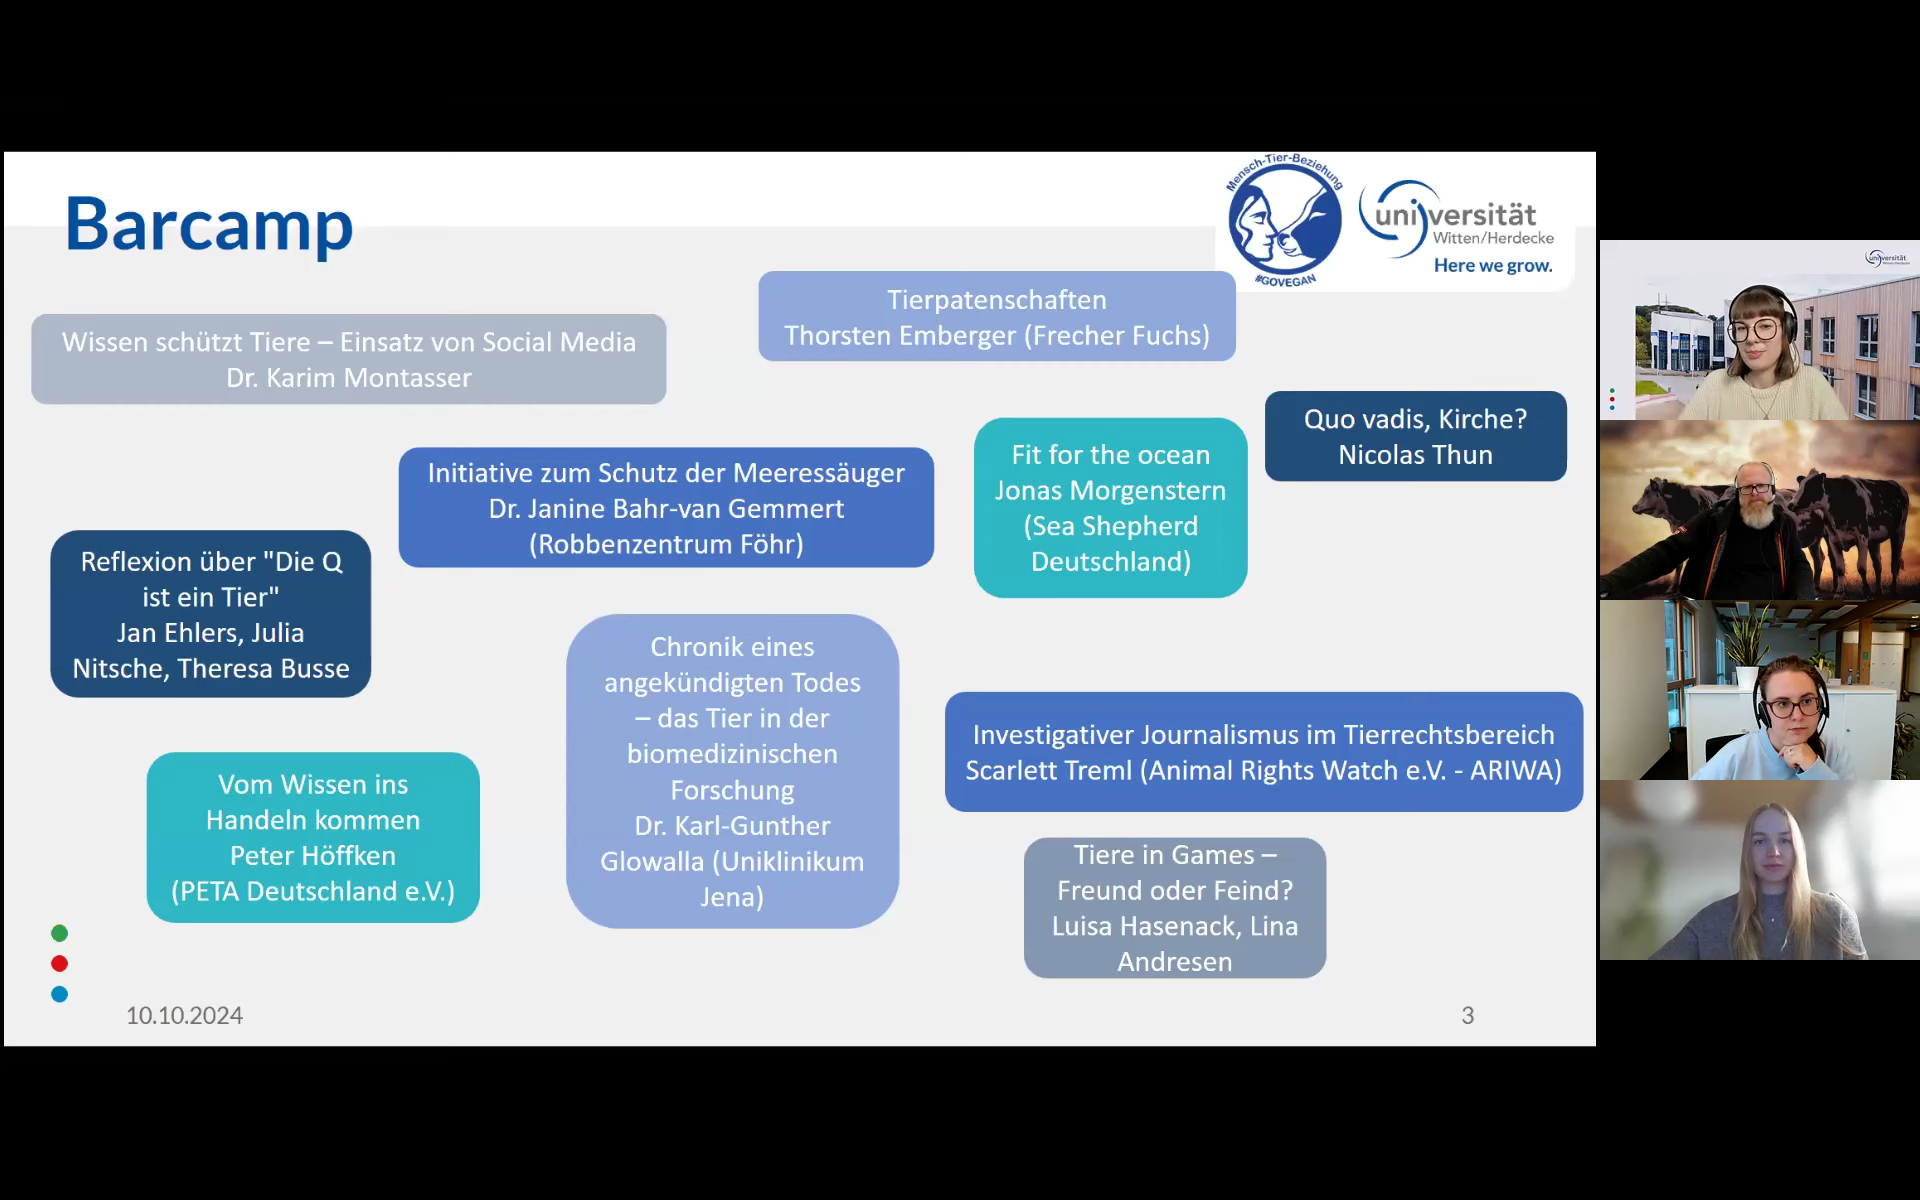 Barcamp
Mensch-Tier-Beziehung
#GOVEGAN
universität
Witten/Herdecke
Here we grow.
Tierpatenschaften
Thorsten Emberger (Frecher Fuchs)
Wissen schützt Tiere – Einsatz von Social Media
Dr. Karim Montasser
Quo vadis, Kirche?
Nicolas Thun
Initiative zum Schutz der Meeressäuger
Dr. Janine Bahr-van Gemmert
(Robbenzentrum Föhr)
Fit for the ocean
Jonas Morgenstern
(Sea Shepherd
Deutschland)
Reflexion über "Die Q
ist ein Tier"
Jan Ehlers, Julia
Nitsche, Theresa Busse
Chronik eines
angekündigten Todes
– das Tier in der
biomedizinischen
Forschung
Dr. Karl-Gunther
Glowalla (Uniklinikum
Jena)
Investigativer Journalismus im Tierrechtsbereich
Scarlett Treml (Animal Rights Watch e.V. - ARIWA)
Vom Wissen ins
Handeln kommen
Peter Höffken
(PETA Deutschland e.V.)
Tiere in Games –
Freund oder Feind?
Luisa Hasenack, Lina
Andresen
10.10.2024
3
universität